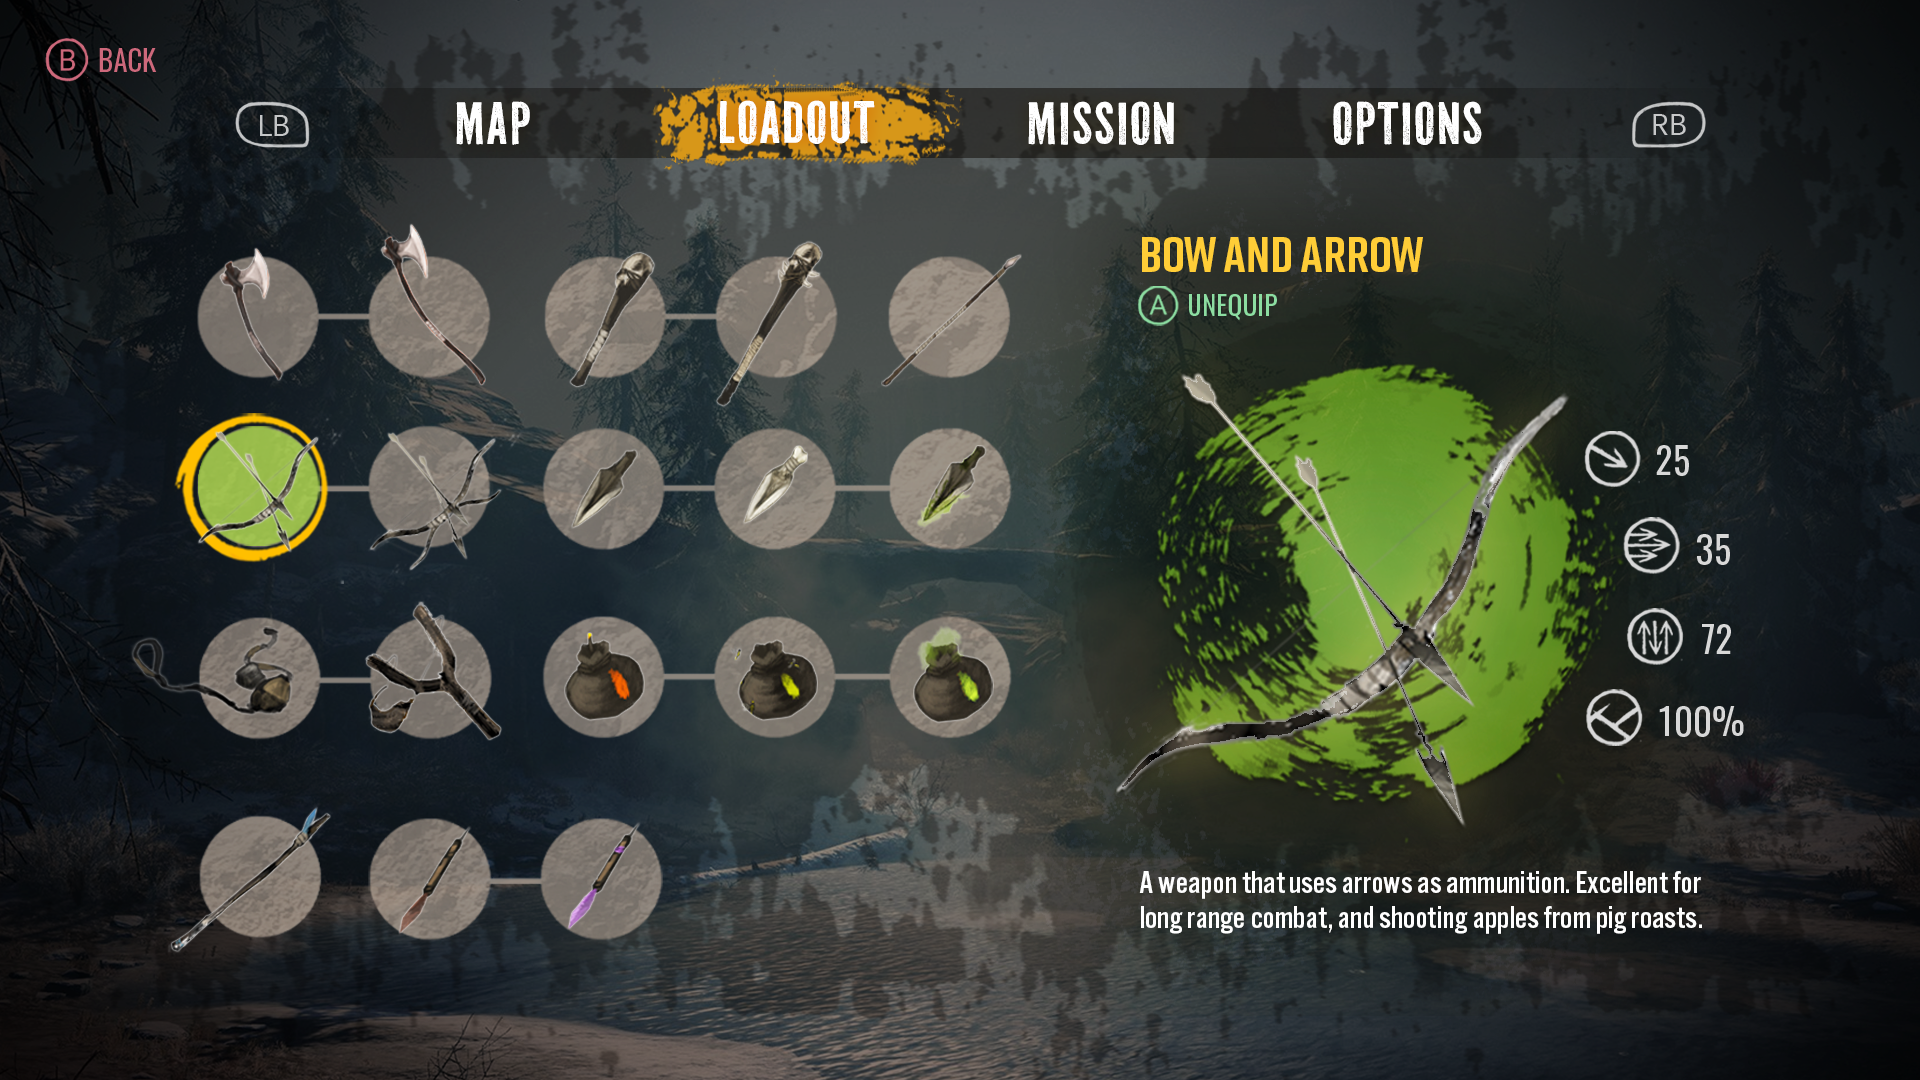 B BACK
LB MAP LOADOUT MISSION OPTIONS RB
BOW AND ARROW
A UNEQUIP
25
35
72
100%
A weapon that uses arrows as ammunition. Excellent for
long range combat, and shooting apples from pig roasts.